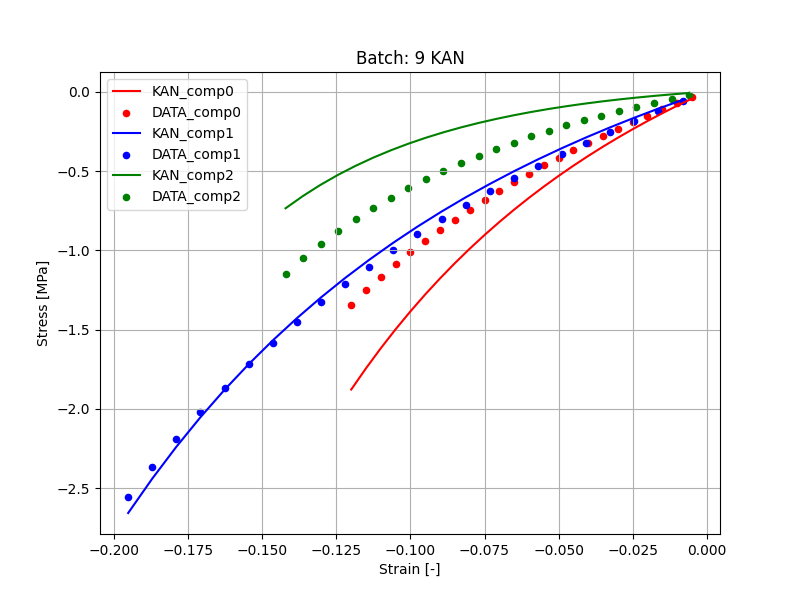 Batch: 9 KAN
KAN_comp0
DATA_comp0
KAN_comp1
DATA_comp1
KAN_comp2
DATA_comp2
Stress [MPa]
0.0
−0.5
−1.0
−1.5
−2.0
−2.5
−0.200 −0.175 −0.150 −0.125 −0.100 −0.075 −0.050 −0.025 0.000
Strain [-]